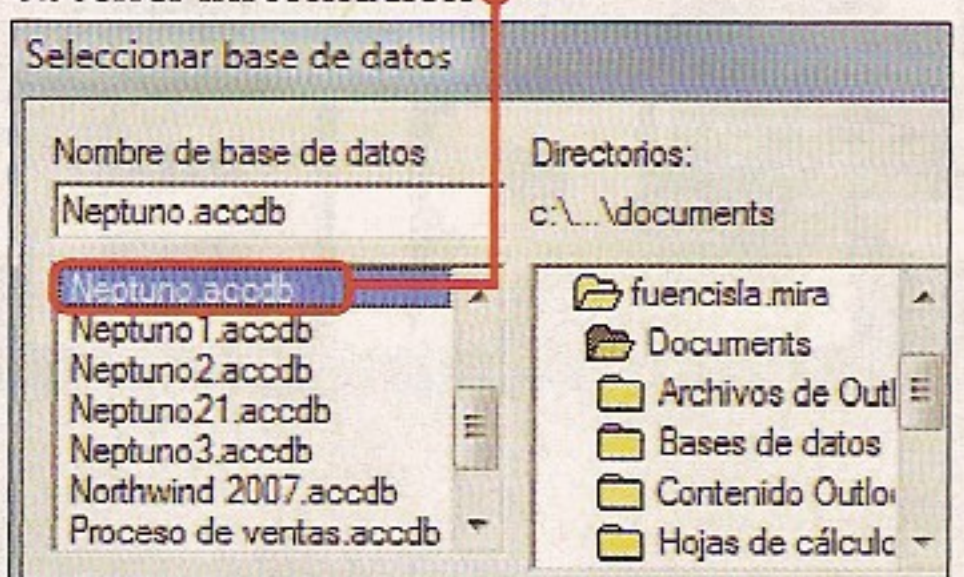 Seleccionar base de datos
Nombre de base de datos
Neptuno.accdb
Neptuno.accdb
Neptuno1.accdb
Neptuno2.accdb
Neptuno21.accdb
Neptuno3.accdb
Northwind 2007.accdb
Proceso de ventas.accdb
Directorios:
c:\...\documents
fuencisla.mira
Documents
Archivos de Outl
Bases de datos
Contenido Outlo
Hojas de cálculc